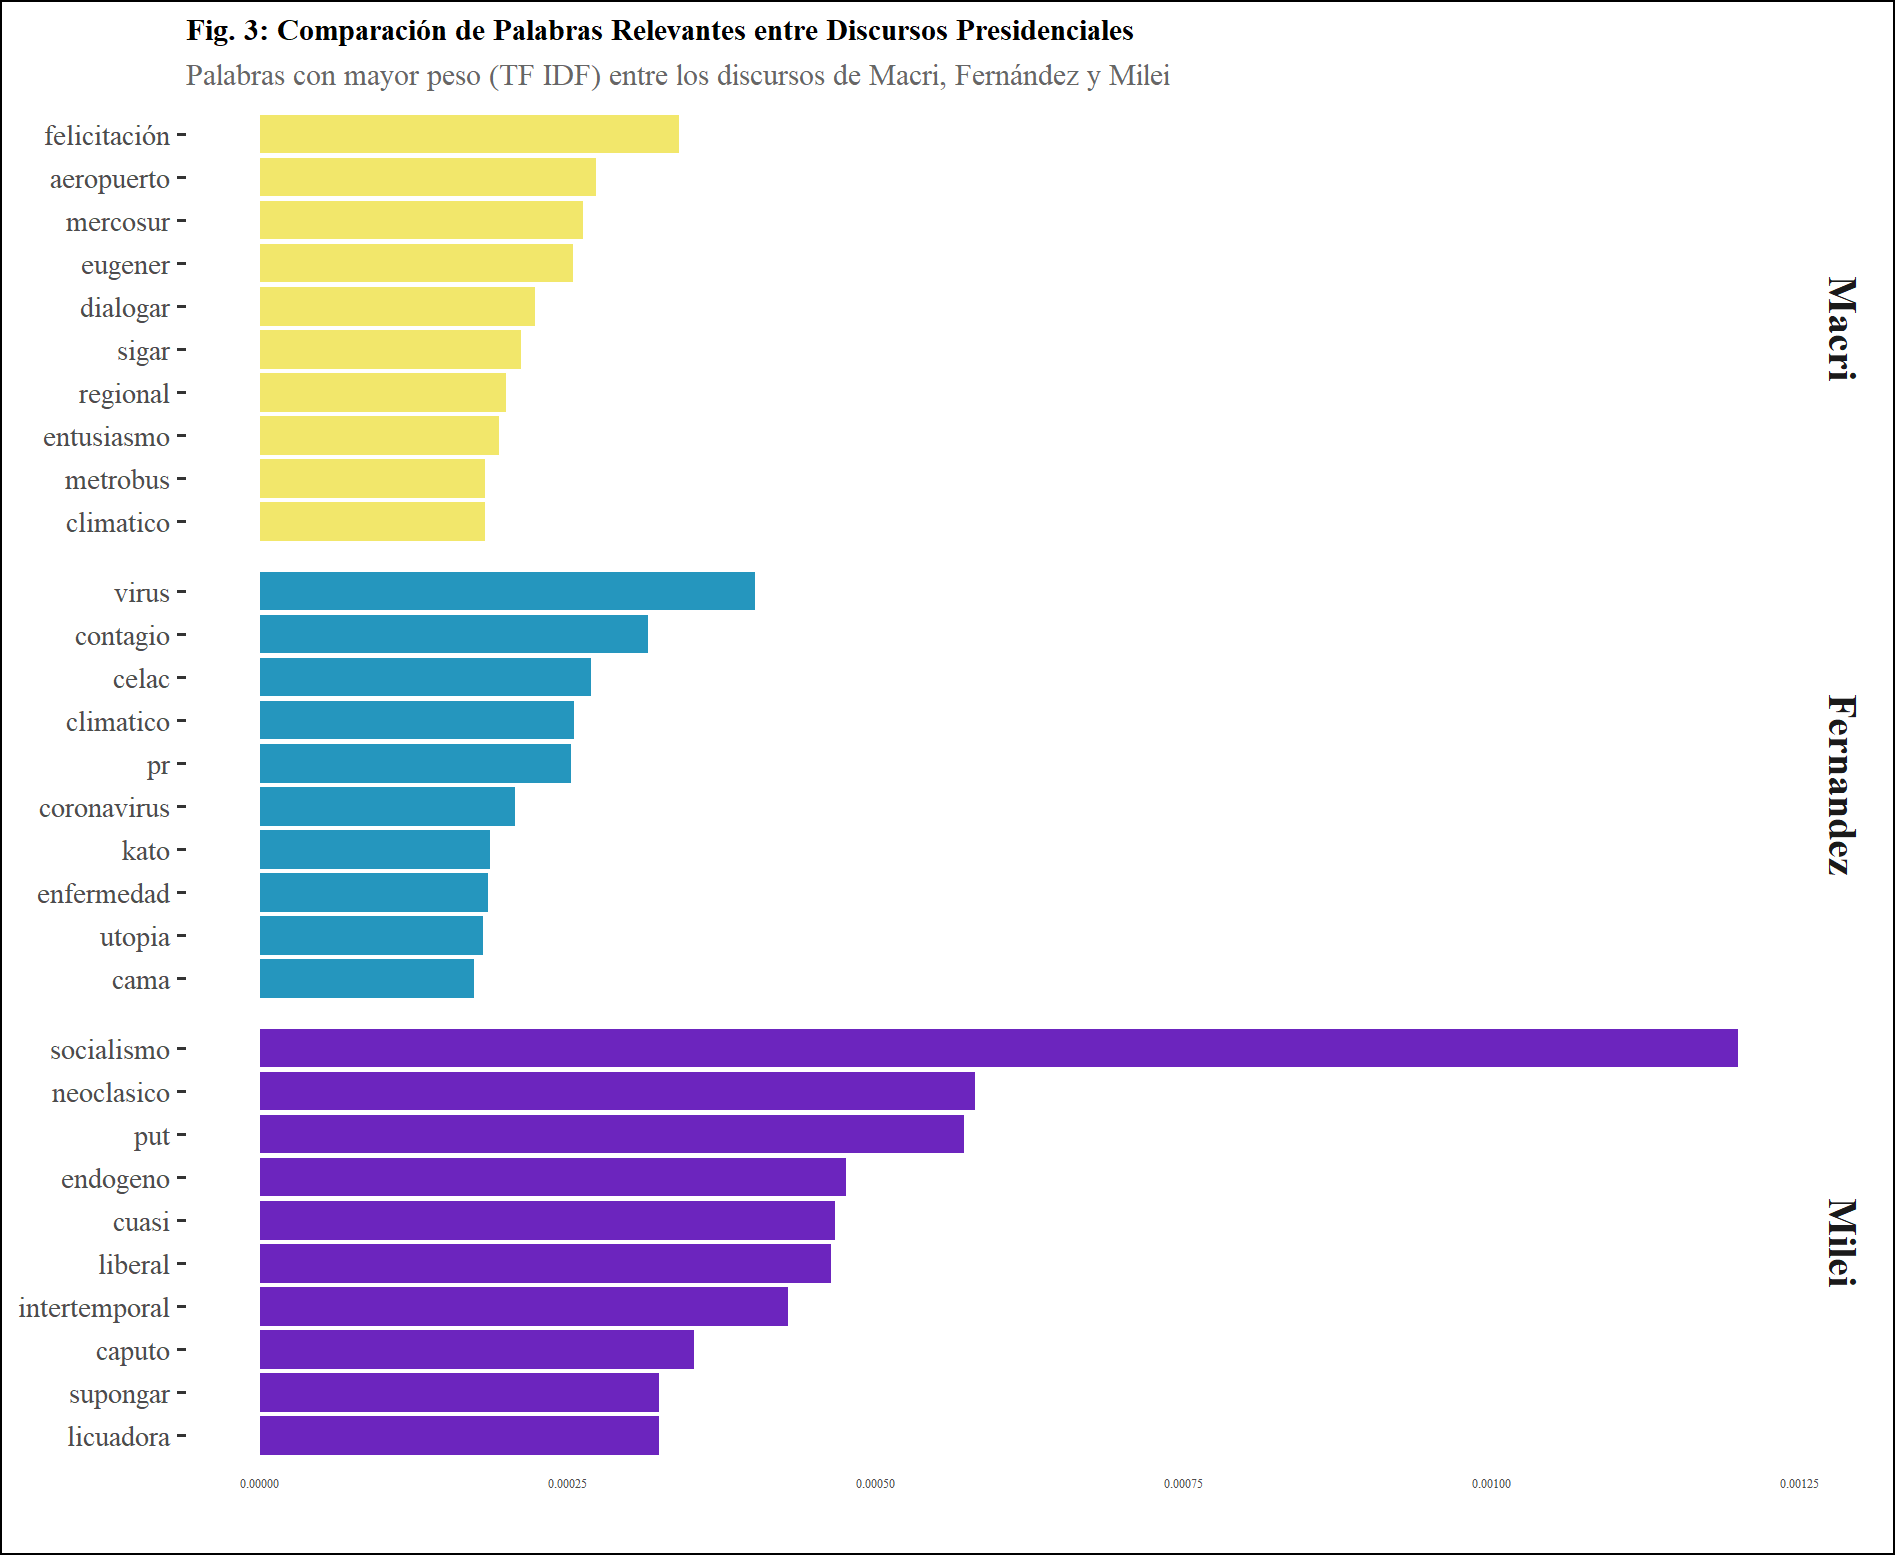 Fig. 3: Comparación de Palabras Relevantes entre Discursos Presidenciales
Palabras con mayor peso (TF IDF) entre los discursos de Macri, Fernández y Milei
felicitación
aeropuerto
mercosur
eugener
dialogar
sigar
regional
entusiasmo
metrobus
climatico
Macri
virus
contagio
celac
climatico
pr
coronavirus
kato
enfermedad
utopia
cama
Fernandez
socialismo
neoclasico
put
endogeno
cuasi
liberal
intertemporal
caputo
supongar
licuadora
Milei
0.00000 0.00025 0.00050 0.00075 0.00100 0.00125